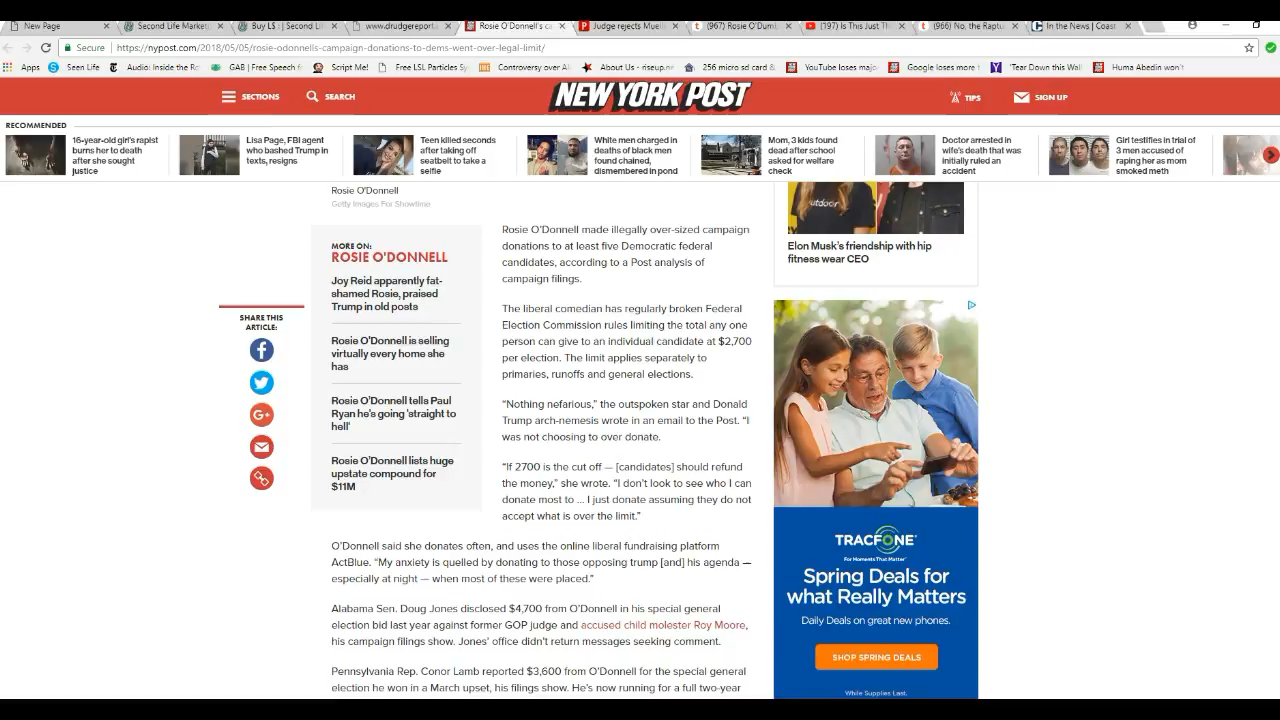 New Page
Second Life Market
Buy L$ | Second Lif
www.drudgereport.
Rosie O'Donnell's ca
Judge rejects Muelle
(967) Rosie O'Dum
(197) Is This Just Th
(966) No, the Raptu
In the News | Coast
Secure
https://nypost.com/2018/05/05/rosie-odonnells-campaign-donations-to-dems-went-over-legal-limit/
Apps
Seen Life
Audio: Inside the Ro
GAB | Free Speech f
Script Me!
Free LSL Particles Sy
Controversy over Al
About Us - riseup.ne
256 micro sd card &
YouTube loses majo
Google loses more t
'Tear Down this Wall
Huma Abedin won't
SECTIONS
SEARCH
NEW YORK POST
TIPS
SIGN UP
RECOMMENDED
16-year-old girl's rapist
burns her to death
after she sought
justice
Lisa Page, FBI agent
who bashed Trump in
texts, resigns
Teen killed seconds
after taking off
seatbelt to take a
selfie
White men charged in
deaths of black men
found chained,
dismembered in pond
Mom, 3 kids found
dead after school
asked for welfare
check
Doctor arrested in
wife's death that was
initially ruled an
accident
Girl testifies in trial of
3 men accused of
raping her as mom
smoked meth
Rosie O'Donnell
Getty Images For Showtime
MORE ON:
ROSIE O'DONNELL
Joy Reid apparently fat-
shamed Rosie, praised
Trump in old posts
Rosie O'Donnell is selling
virtually every home she
has
Rosie O'Donnell tells Paul
Ryan he's going 'straight to
hell'
Rosie O'Donnell lists huge
upstate compound for
$11M
SHARE THIS
ARTICLE:
Rosie O'Donnell made illegally over-sized campaign
donations to at least five Democratic federal
candidates, according to a Post analysis of
campaign filings.
The liberal comedian has regularly broken Federal
Election Commission rules limiting the total any one
person can give to an individual candidate at $2,700
per election. The limit applies separately to
primaries, runoffs and general elections.
“Nothing nefarious,” the outspoken star and Donald
Trump arch-nemesis wrote in an email to the Post. “I
was not choosing to over donate.
“If 2700 is the cut off — [candidates] should refund
the money,” she wrote. “I don't look to see who I can
donate most to ... I just donate assuming they do not
accept what is over the limit.”
O'Donnell said she donates often, and uses the online liberal fundraising platform
ActBlue. “My anxiety is quelled by donating to those opposing trump [and] his agenda —
especially at night — when most of these were placed.”
Alabama Sen. Doug Jones disclosed $4,700 from O'Donnell in his special general
election bid last year against former GOP judge and accused child molester Roy Moore,
his campaign filings show. Jones' office didn't return messages seeking comment.
Pennsylvania Rep. Conor Lamb reported $3,600 from O'Donnell for the special general
election he won in a March upset, his filings show. He's now running for a full two-year
outdoor
Elon Musk's friendship with hip
fitness wear CEO
TRACFONE
For Moments That Matter
Spring Deals for
what Really Matters
Daily Deals on great new phones.
SHOP SPRING DEALS
While Supplies Last.